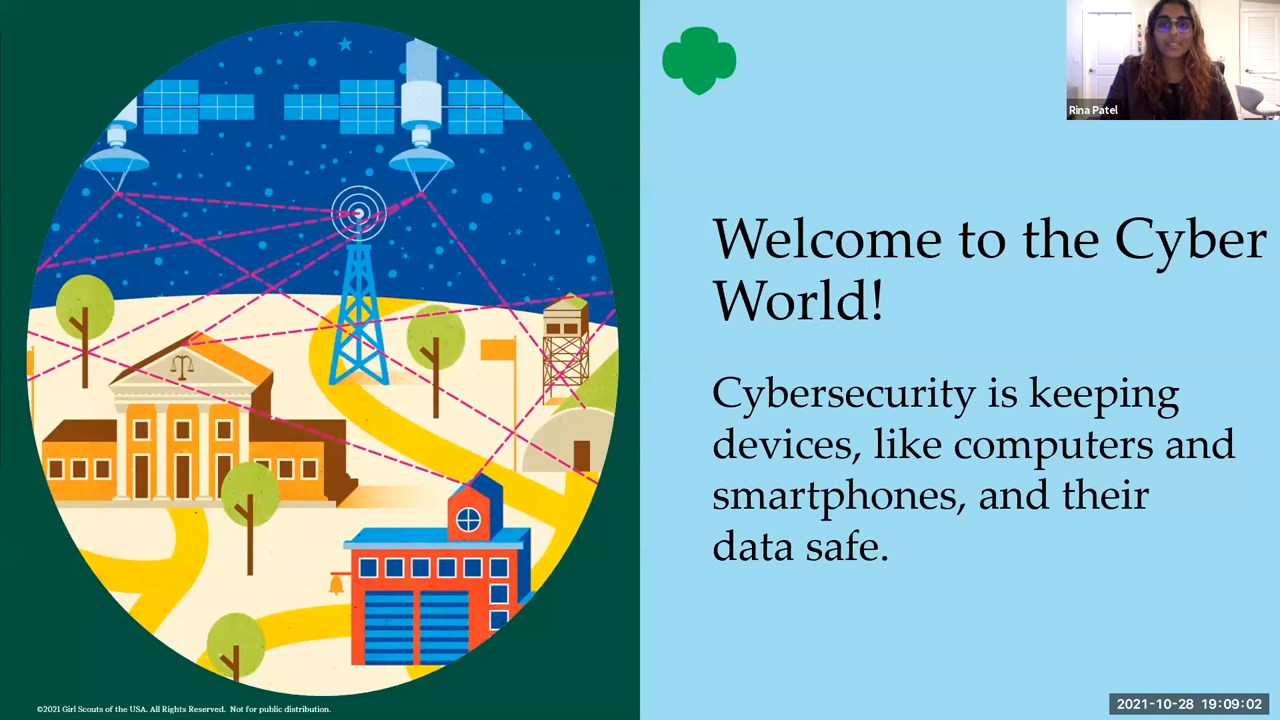 Rina Patel
Welcome to the Cyber
World!
Cybersecurity is keeping
devices, like computers and
smartphones, and their
data safe.
©2021 Girl Scouts of the USA. All Rights Reserved. Not for public distribution.
2021-10-28 19:09:02